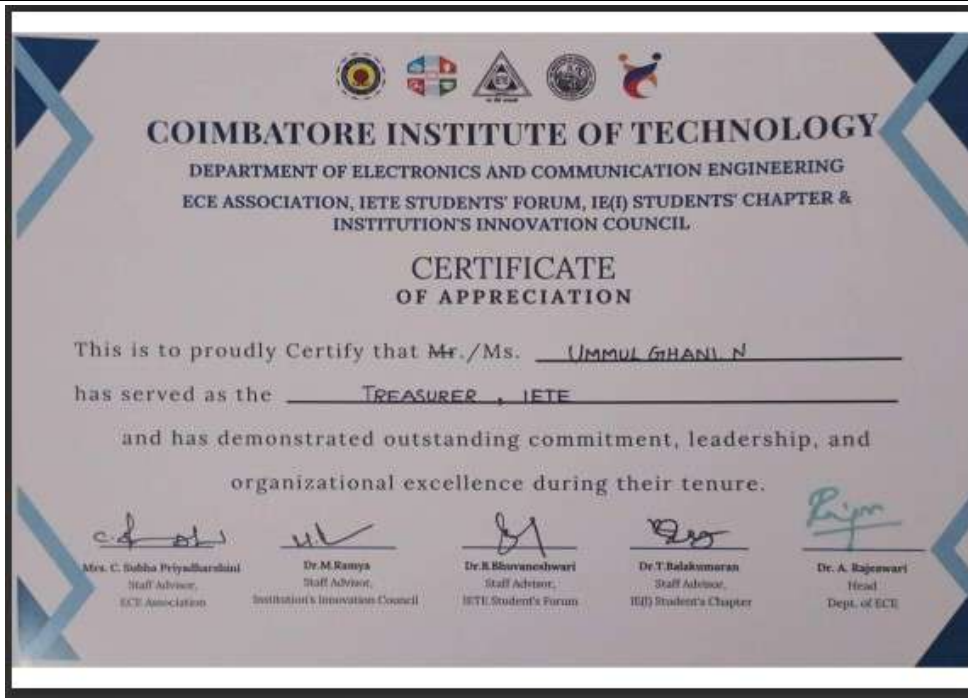 COIMBATORE INSTITUTE OF TECHNOLOGY
DEPARTMENT OF ELECTRONICS AND COMMUNICATION ENGINEERING
ECE ASSOCIATION, IETE STUDENTS' FORUM, IE(I) STUDENTS' CHAPTER &
INSTITUTION'S INNOVATION COUNCIL
CERTIFICATE
OF APPRECIATION
This is to proudly Certify that Mr./Ms. UMMUL GHANI. N
has served as the TREASURER , IETE
and has demonstrated outstanding commitment, leadership, and
organizational excellence during their tenure.
Mrs. C. Subha Priyadharshini Dr.M.Ramya Dr.B.Bhuvaneshwari Dr.T.Balakumaran Dr. A. Rajeswari
Staff Advisor, Staff Advisor, Staff Advisor, Staff Advisor, Head
ECE Association Institution's Innovation Council IETE Student's Forum IE(I) Student's Chapter Dept. of ECE